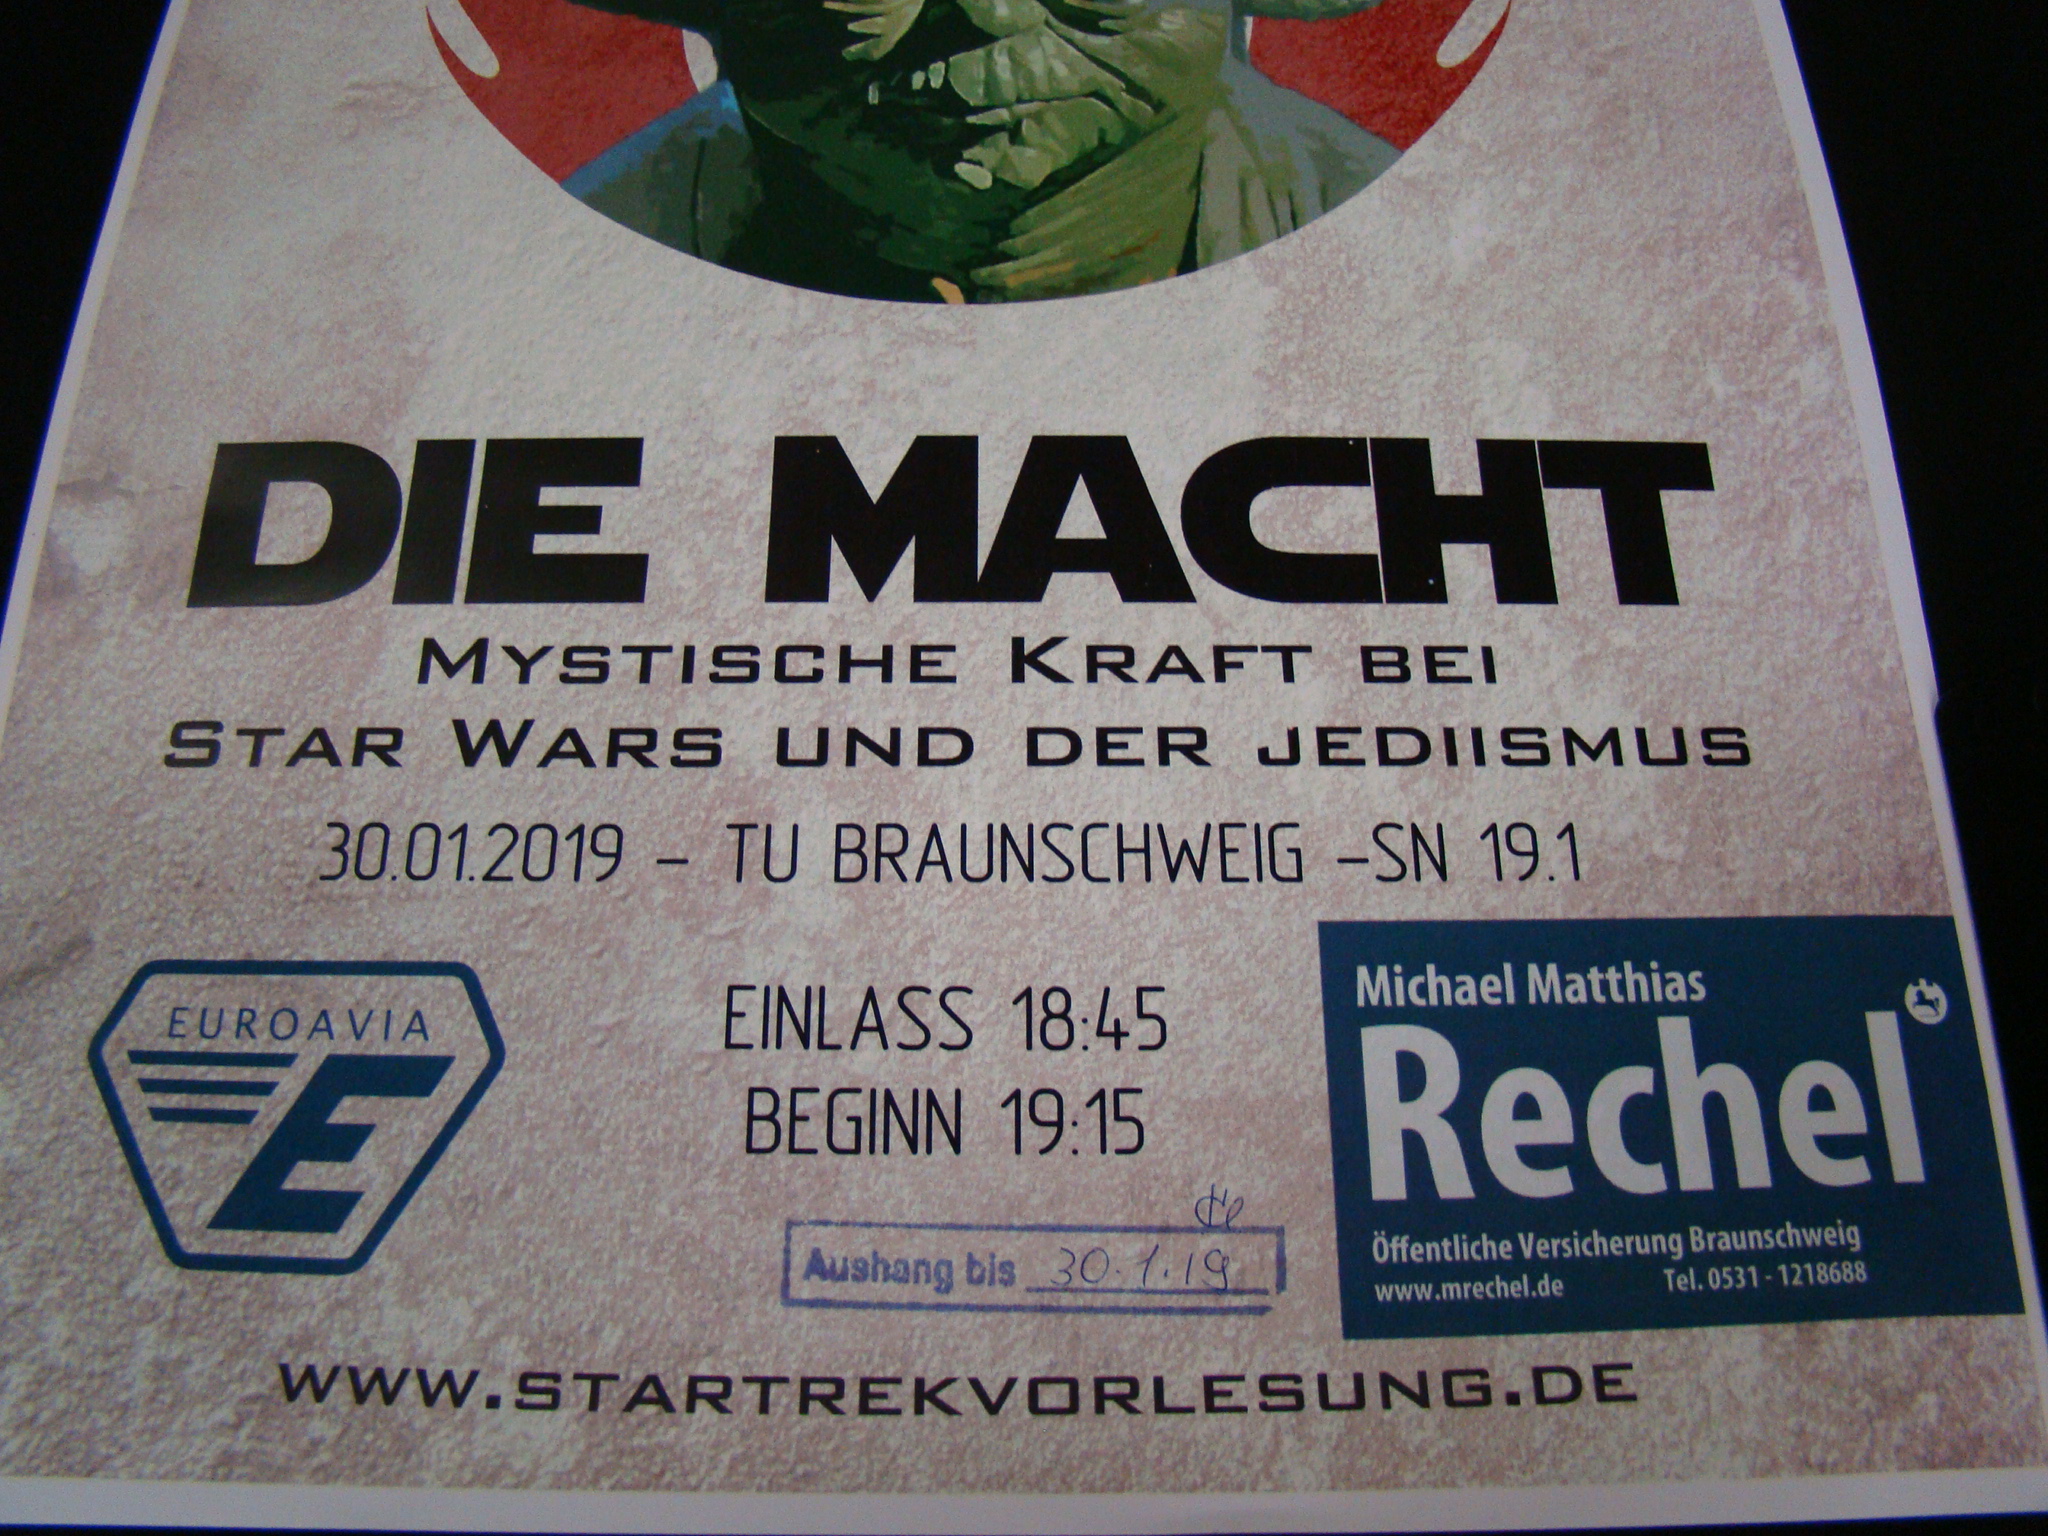 DIE MACHT
MYSTISCHE KRAFT BEI
STAR WARS UND DER JEDIISMUS
30.01.2019 – TU BRAUNSCHWEIG –SN 19.1
EUROAVIA
E
EINLASS 18:45
BEGINN 19:15
Aushang bis 30.1.19
Michael Matthias
Rechel
Öffentliche Versicherung Braunschweig
www.mrechel.de Tel. 0531 - 1218688
WWW.STARTREKVORLESUNG.DE